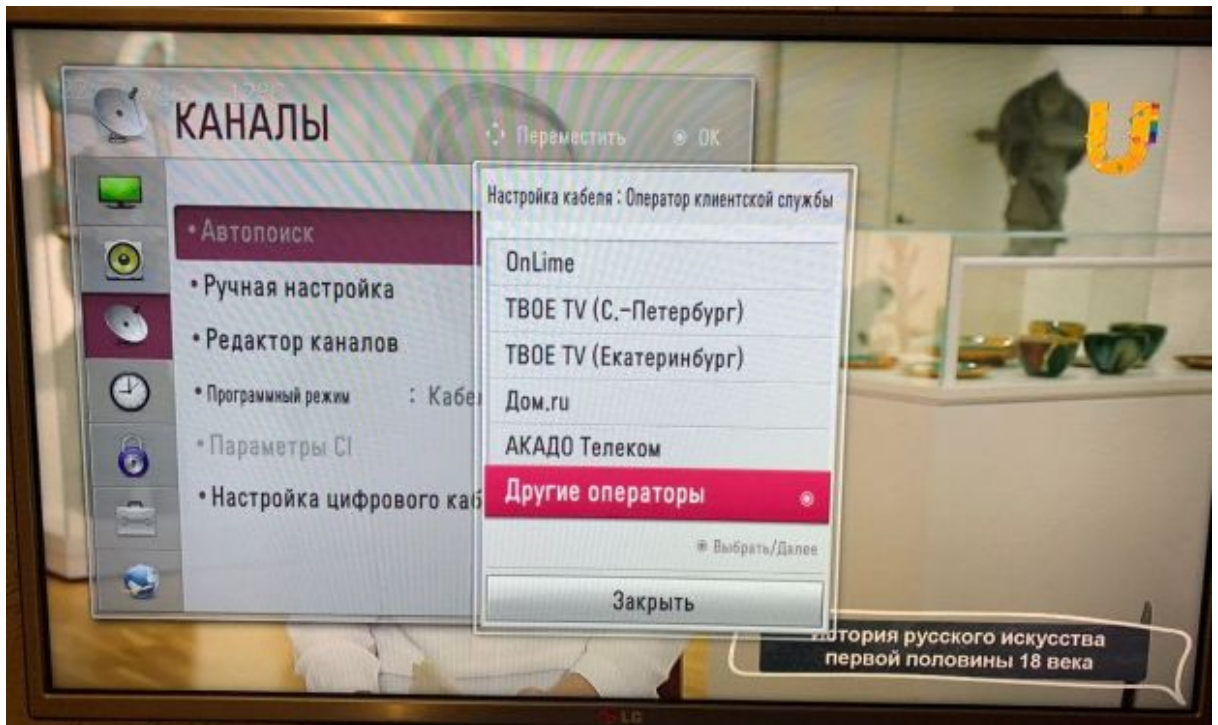 КАНАЛЫ
Переместить
OK
Настройка кабеля : Оператор клиентской службы
• Автопоиск
• Ручная настройка
• Редактор каналов
• Программный режим : Кабел
• Параметры CI
• Настройка цифрового каб
OnLime
ТВОЕ TV (С.-Петербург)
ТВОЕ TV (Екатеринбург)
Дом.ru
АКАДО Телеком
Другие операторы
Выбрать/Далее
Закрыть
U
История русского искусства
первой половины 18 века
LG